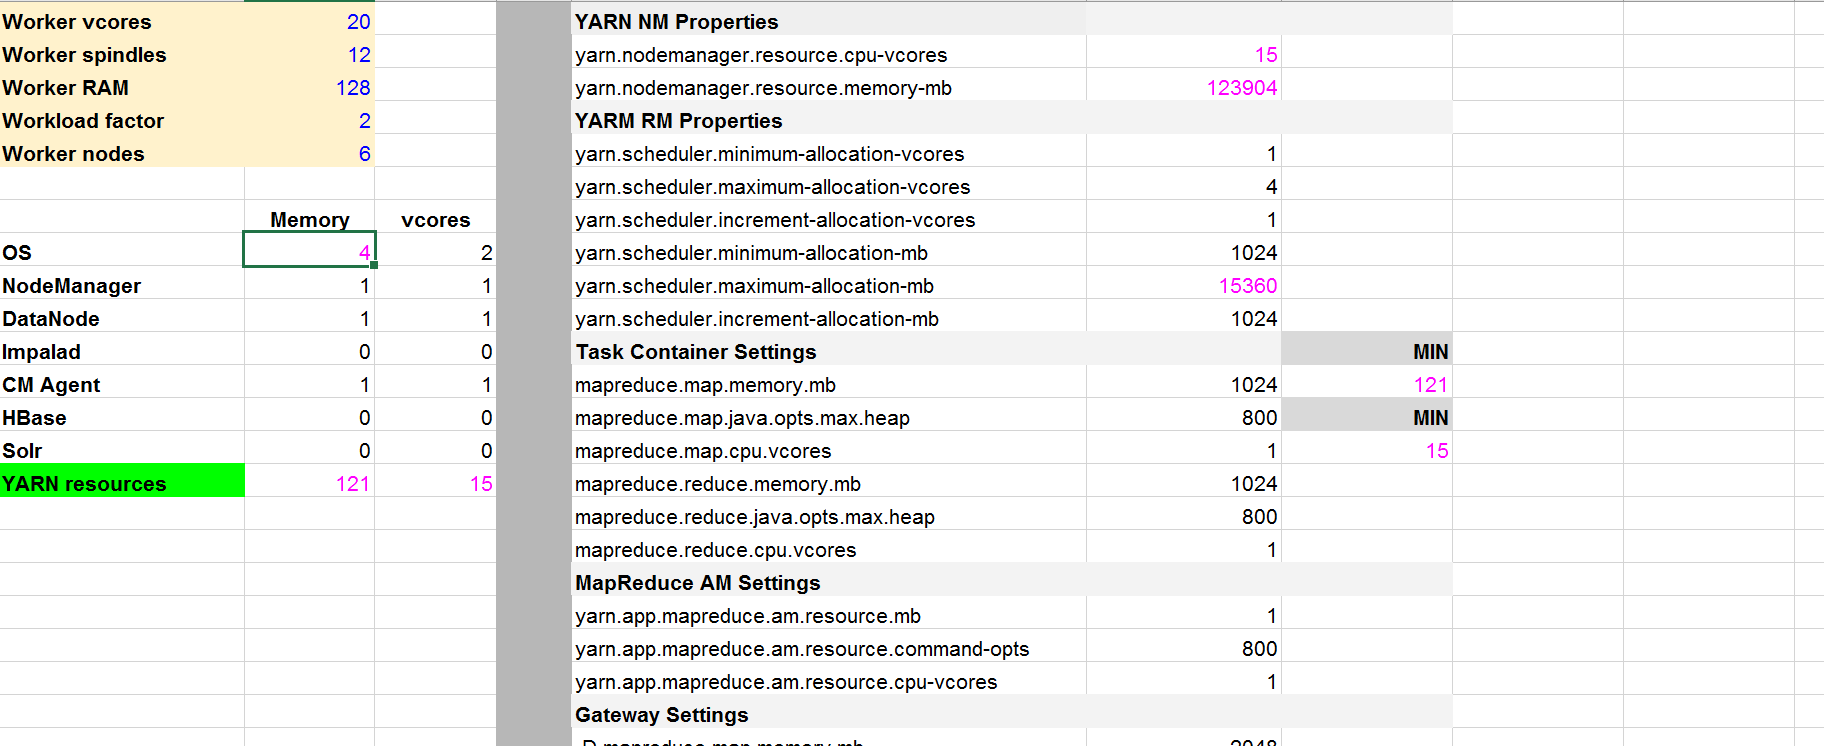 Worker vcores 20
Worker spindles 12
Worker RAM 128
Workload factor 2
Worker nodes 6
Memory vcores
OS 4 2
NodeManager 1 1
DataNode 1 1
Impalad 0 0
CM Agent 1 1
HBase 0 0
Solr 0 0
YARN resources 121 15
YARN NM Properties
yarn.nodemanager.resource.cpu-vcores 15
yarn.nodemanager.resource.memory-mb 123904
YARM RM Properties
yarn.scheduler.minimum-allocation-vcores 1
yarn.scheduler.maximum-allocation-vcores 4
yarn.scheduler.increment-allocation-vcores 1
yarn.scheduler.minimum-allocation-mb 1024
yarn.scheduler.maximum-allocation-mb 15360
yarn.scheduler.increment-allocation-mb 1024
Task Container Settings MIN
mapreduce.map.memory.mb 1024 121
mapreduce.map.java.opts.max.heap 800 MIN
mapreduce.map.cpu.vcores 1 15
mapreduce.reduce.memory.mb 1024
mapreduce.reduce.java.opts.max.heap 800
mapreduce.reduce.cpu.vcores 1
MapReduce AM Settings
yarn.app.mapreduce.am.resource.mb 1
yarn.app.mapreduce.am.resource.command-opts 800
yarn.app.mapreduce.am.resource.cpu-vcores 1
Gateway Settings